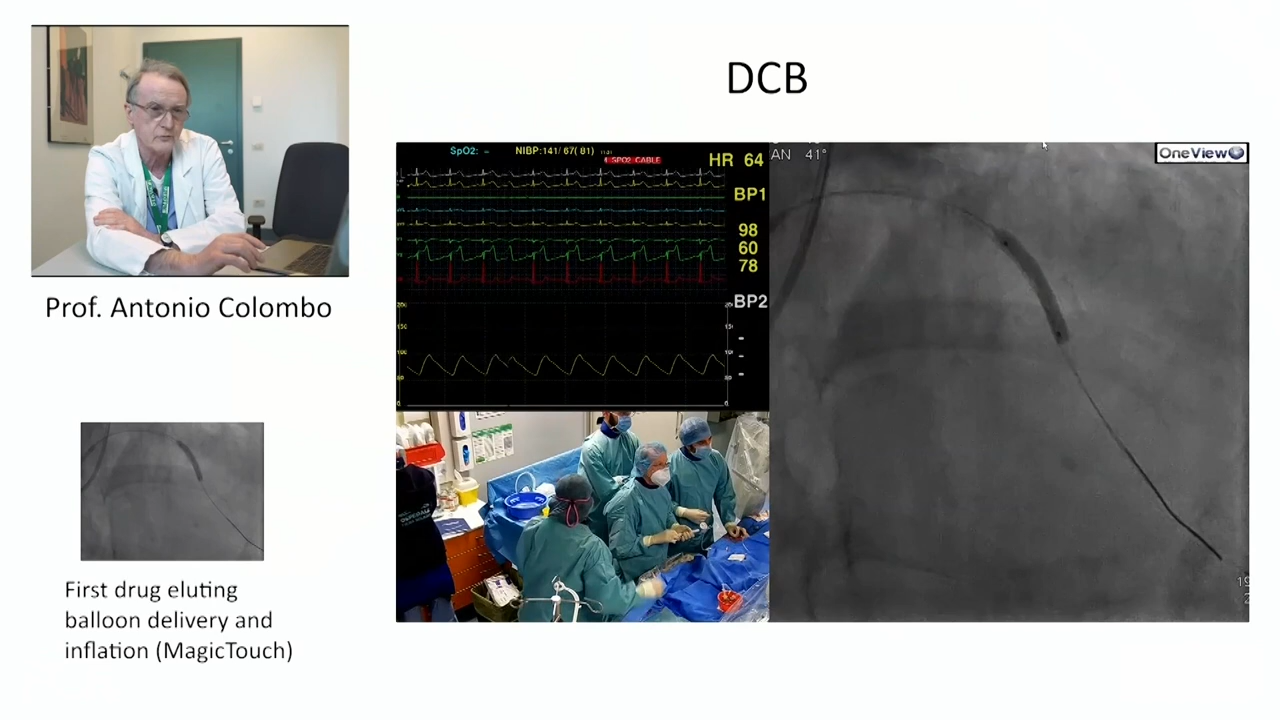 DCB
Prof. Antonio Colombo
First drug eluting
balloon delivery and
inflation (MagicTouch)
SpO2: --
NIBP:141/ 67( 81)
SPO2 CABLE
HR 64
BP1
98
60
78
BP2
AN 41°
OneView